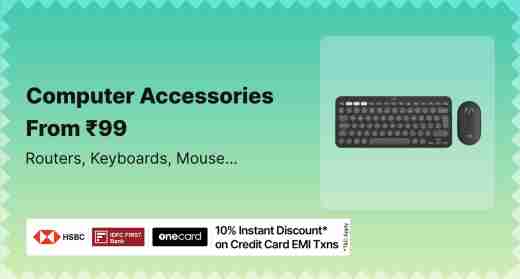 Computer Accessories
From ₹99
Routers, Keyboards, Mouse...
HSBC
IDFC FIRST
Bank
onecard
10% Instant Discount*
on Credit Card EMI Txns
*T&C Apply